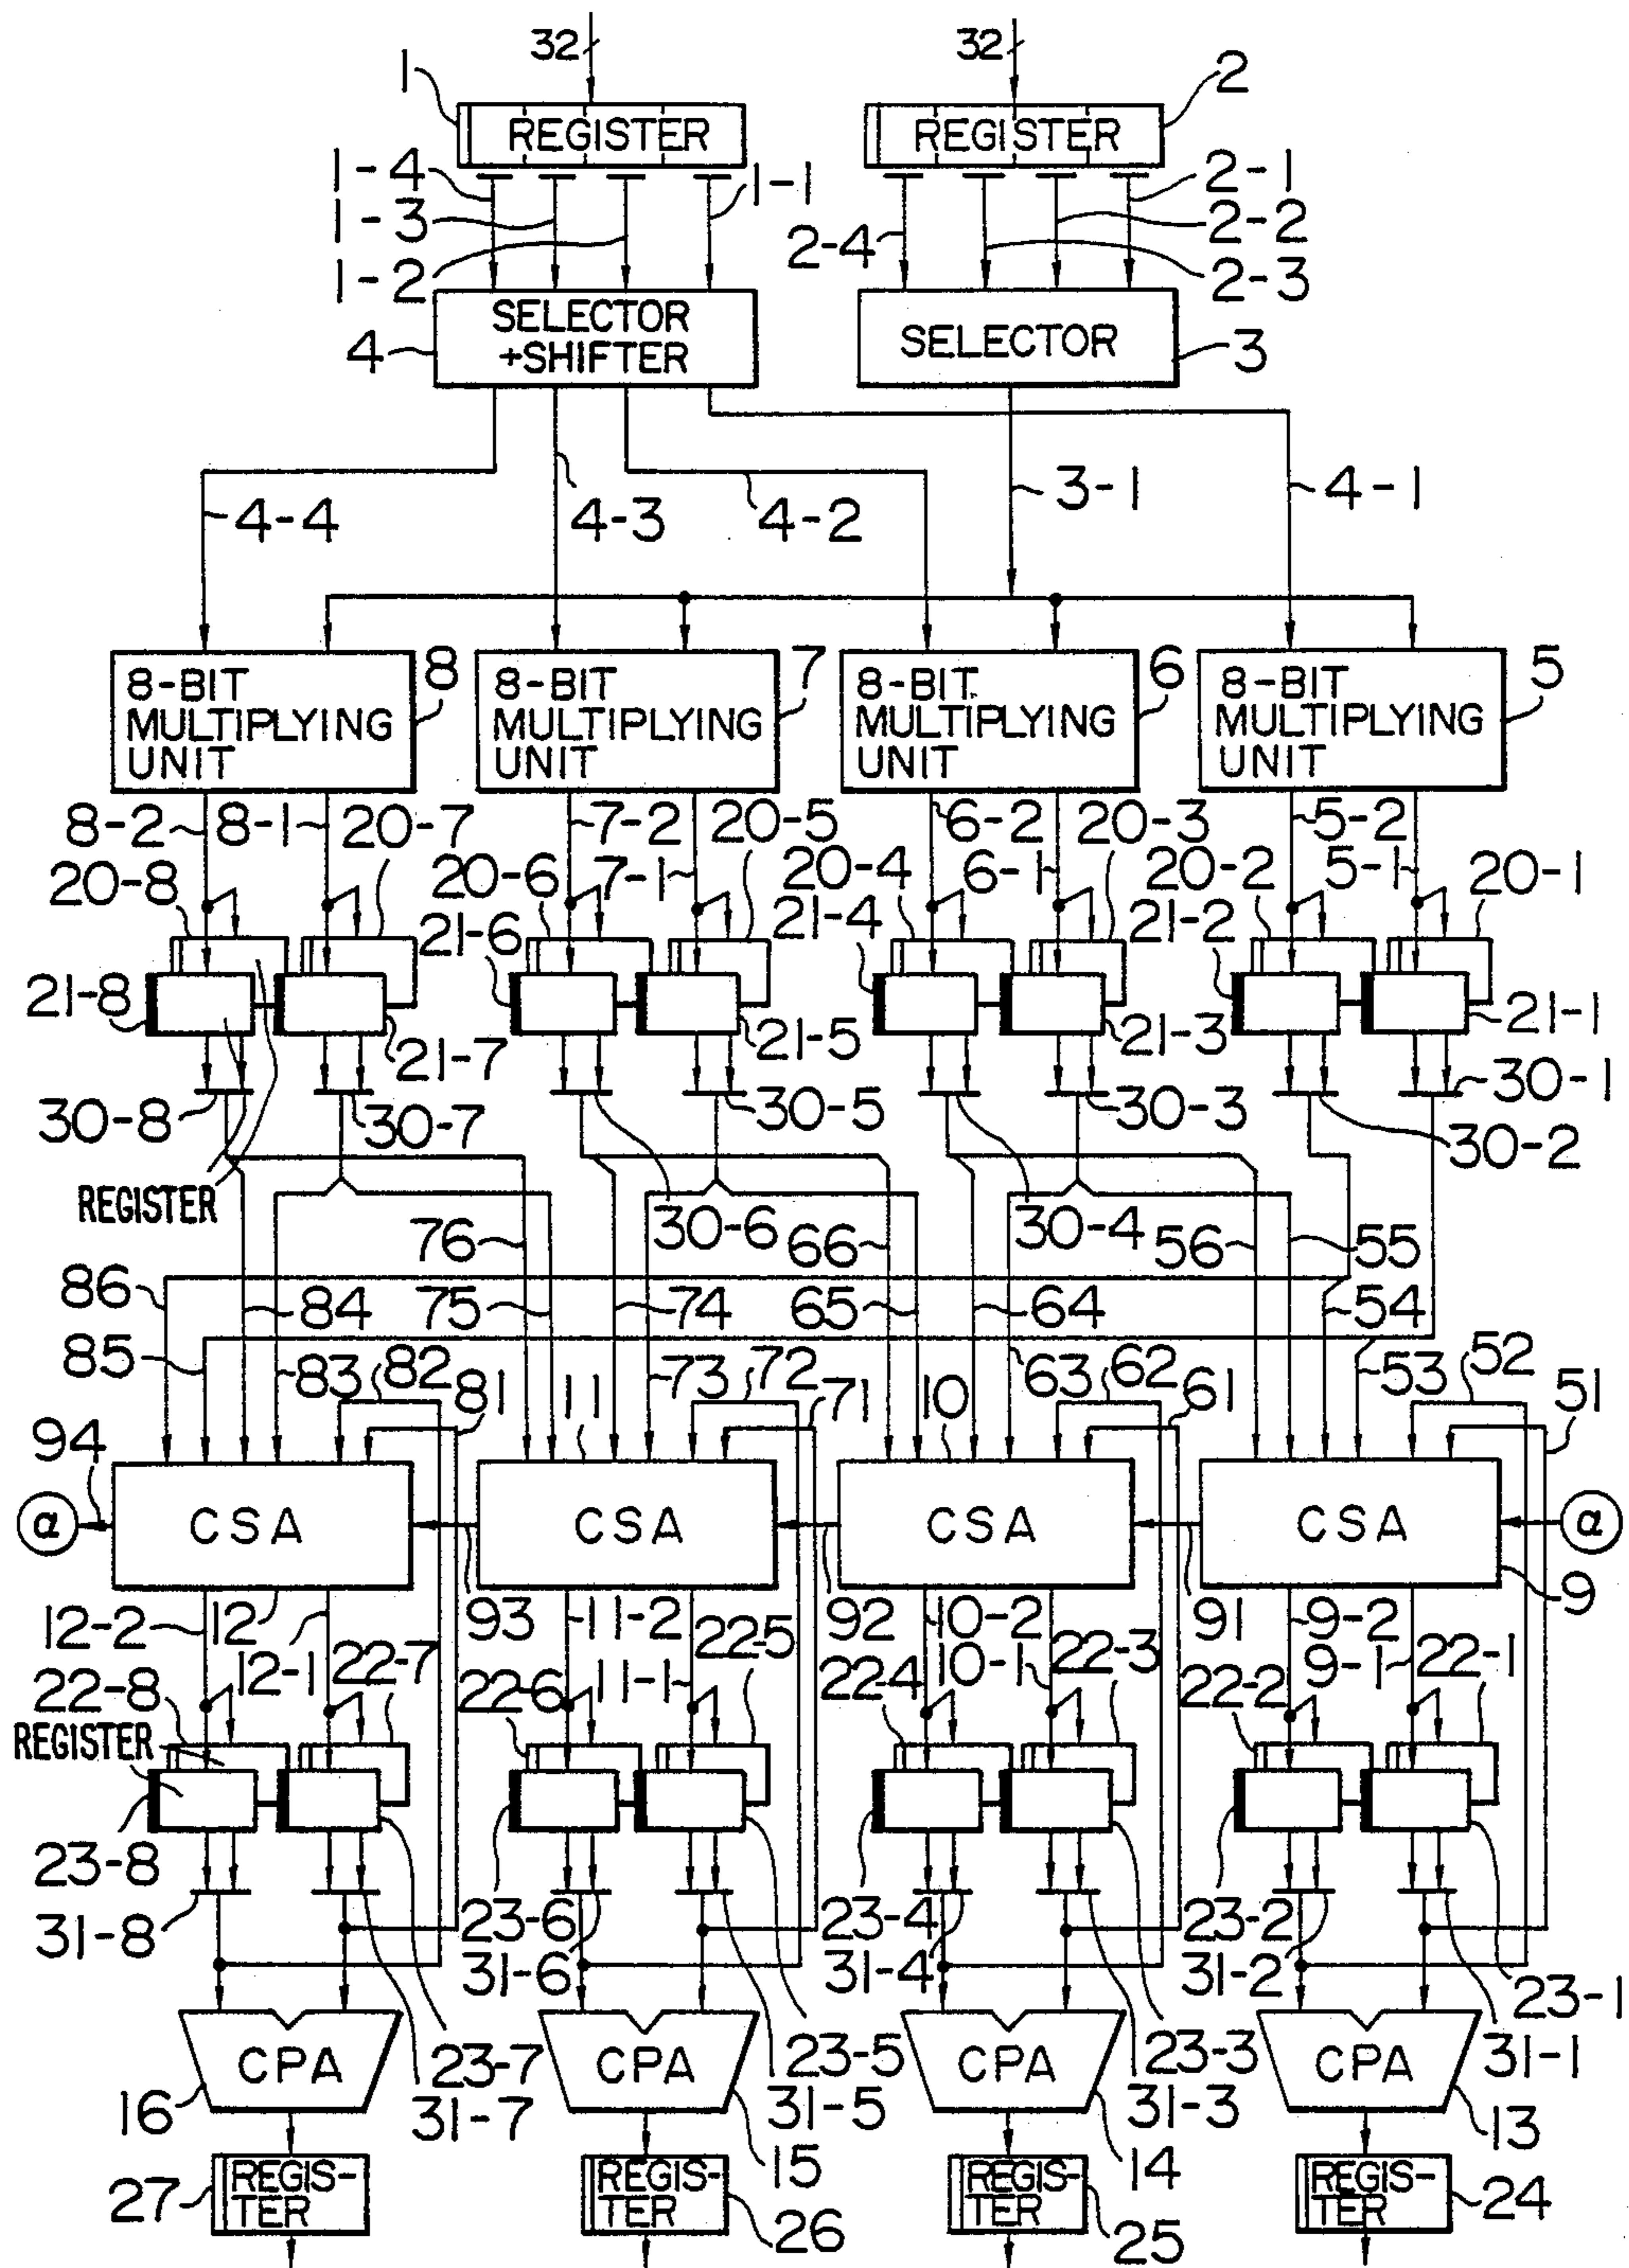 32 32
1 2
REGISTER REGISTER
1-4 1-1 2-1
1-3 2-4 2-2
1-2 2-3
SELECTOR
+SHIFTER
4 SELECTOR 3
4-4 4-3 4-2 3-1 4-1
8-BIT
MULTIPLYING
UNIT
8
8-BIT
MULTIPLYING
UNIT
7
8-BIT
MULTIPLYING
UNIT
6
8-BIT
MULTIPLYING
UNIT
5
8-2 8-1 20-7 7-2 20-5 6-2 20-3 5-2
20-8 20-6 7-1 20-4 6-1 20-2 5-1 20-1
21-6 21-4 21-2
21-8 21-7 21-5 21-3 21-1
30-8 30-7 30-5 30-3 30-1
30-2
REGISTER
76 30-6 66 30-4 56 55
86 84 75 74 65 64 54
85 83 82 81 11 73 72 71 10 63 62 61 53 52 51
94
α CSA CSA CSA CSA α
12-2 12 12-1 93 11-2 92 10-2 91 9-2 9
22-8 22-7 22-6 11-1 22-5 22-4 10-1 22-3 22-2 9-1 22-1
REGISTER
23-8 23-6 23-4 23-2
31-8 31-6 31-4 31-2
23-1
CPA CPA CPA CPA
16 23-7 23-5 23-3 31-1
31-7 15 31-5 14 31-3 13
27 REGIS-
TER
REGIS-
TER 26
REGIS-
TER 25
REGIS-
TER 24